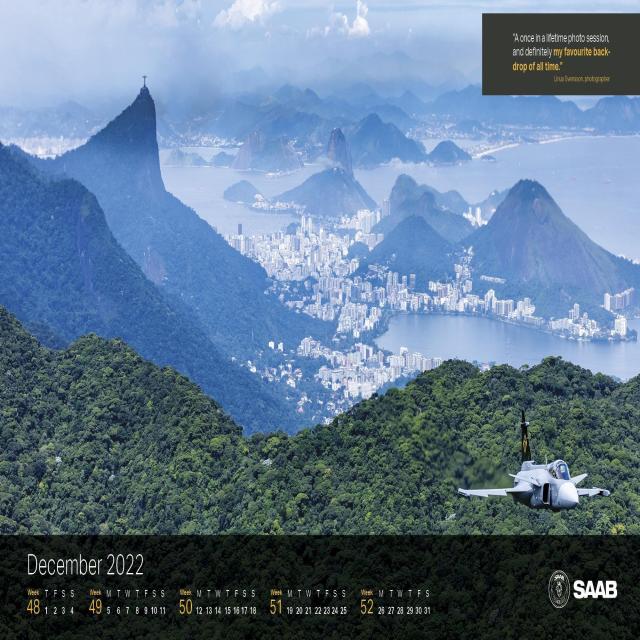 "A once in a lifetime photo session,
and definitely my favourite back-
drop of all time."
Linus Svensson, photographer
December 2022
Week T F S S Week M T W T F S S Week M T W T F S S Week M T W T F S S Week M T W T F S
48 1 2 3 4 49 5 6 7 8 9 10 11 50 12 13 14 15 16 17 18 51 19 20 21 22 23 24 25 52 26 27 28 29 30 31
SAAB